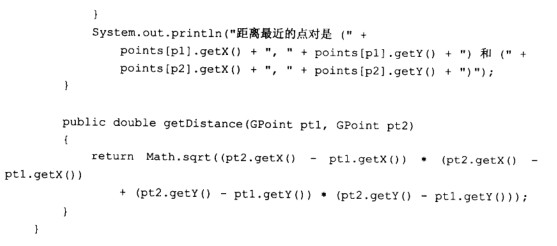 }
System.out.println("距离最近的点对是 (" +
points[p1].getX() + ", " + points[p1].getY() + ") 和 (" +
points[p2].getX() + ", " + points[p2].getY() + ")");
}
public double getDistance(GPoint pt1, GPoint pt2)
{
return Math.sqrt((pt2.getX() - pt1.getX()) * (pt2.getX() -
pt1.getX())
+ (pt2.getY() - pt1.getY()) * (pt2.getY() - pt1.getY()));
}
}